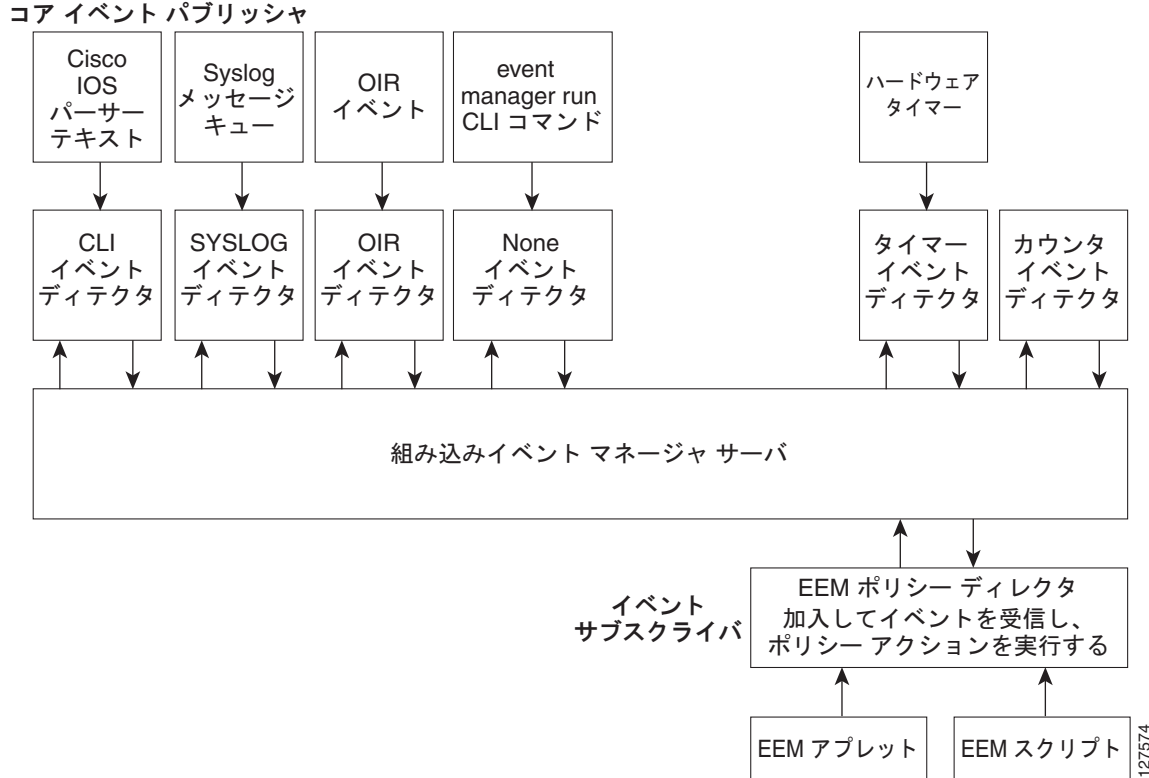 コア イベント パブリッシャ
Cisco
IOS
パーサー
テキスト
Syslog
メッセージ
キュー
OIR
イベント
event
manager run
CLI コマンド
ハードウェア
タイマー
CLI
イベント
ディテクタ
SYSLOG
イベント
ディテクタ
OIR
イベント
ディテクタ
None
イベント
ディテクタ
タイマー
イベント
ディテクタ
カウンタ
イベント
ディテクタ
組み込みイベント マネージャ サーバ
イベント
サブスクライバ
EEM ポリシー ディレクタ
加入してイベントを受信し、
ポリシー アクションを実行する
EEM アプレット
EEM スクリプト
127574